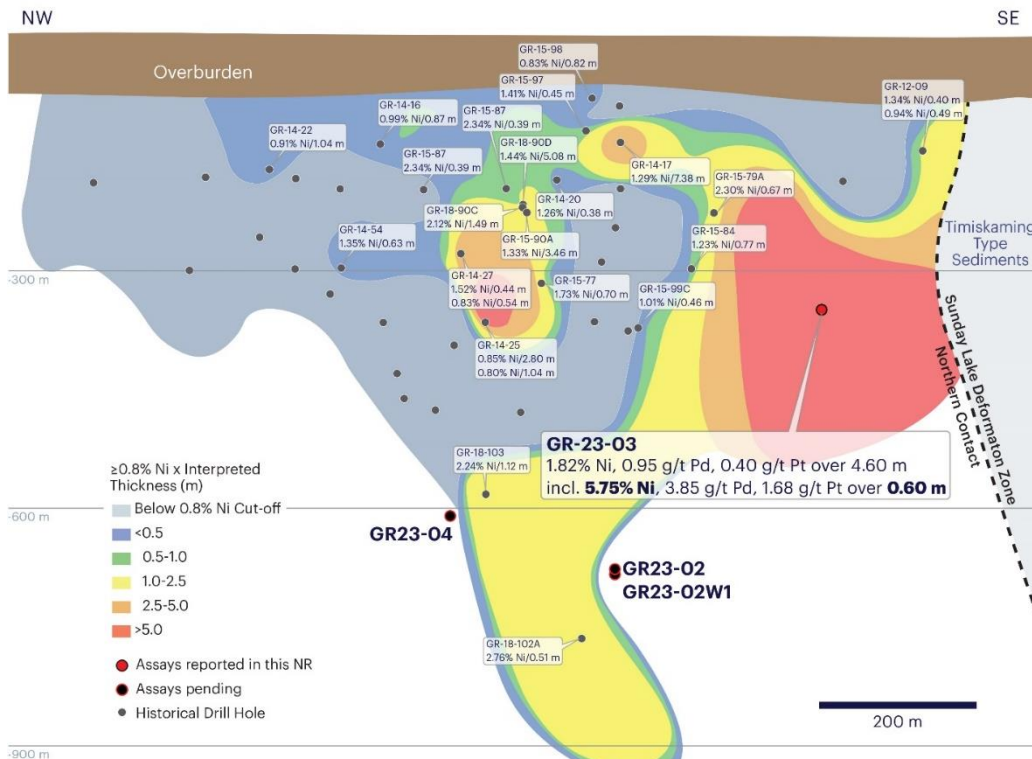 NW
SE
Overburden
GR-15-98
0.83% Ni/0.82 m
GR-15-97
1.41% Ni/0.45 m
GR-12-09
1.34% Ni/0.40 m
0.94% Ni/0.49 m
GR-14-16
0.99% Ni/0.87 m
GR-15-87
2.34% Ni/0.39 m
GR-14-22
0.91% Ni/1.04 m
GR-18-90D
1.44% Ni/5.08 m
GR-14-17
1.29% Ni/7.38 m
GR-15-87
2.34% Ni/0.39 m
GR-15-79A
2.30% Ni/0.67 m
GR-14-20
1.26% Ni/0.38 m
GR-18-90C
2.12% Ni/1.49 m
GR-14-54
1.35% Ni/0.63 m
GR-15-90A
1.33% Ni/3.46 m
GR-15-84
1.23% Ni/0.77 m
Timiskaming
Type
Sediments
-300 m
GR-14-27
1.52% Ni/0.44 m
0.83% Ni/0.54 m
GR-15-77
1.73% Ni/0.70 m
GR-15-99C
1.01% Ni/0.46 m
GR-14-25
0.85% Ni/2.80 m
0.80% Ni/1.04 m
Sunday Lake Deformaton Zone
Northern Contact
GR-23-03
1.82% Ni, 0.95 g/t Pd, 0.40 g/t Pt over 4.60 m
incl. 5.75% Ni, 3.85 g/t Pd, 1.68 g/t Pt over 0.60 m
GR-18-103
2.24% Ni/1.12 m
≥0.8% Ni x Interpreted
Thickness (m)
Below 0.8% Ni Cut-off
<0.5
0.5-1.0
1.0-2.5
2.5-5.0
>5.0
-600 m
GR23-04
GR23-02
GR23-02W1
GR-18-102A
2.76% Ni/0.51 m
Assays reported in this NR
Assays pending
Historical Drill Hole
200 m
-900 m